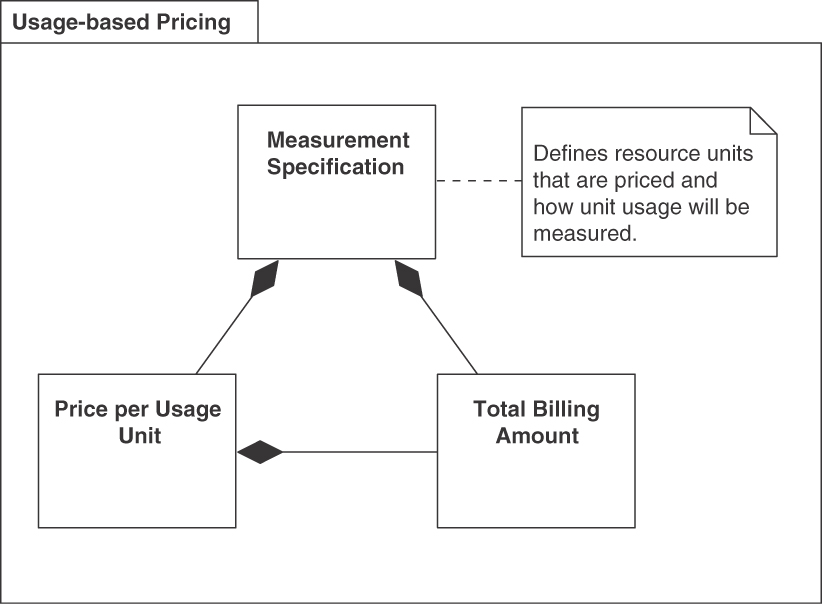 Usage-based Pricing
Measurement
Specification
Defines resource units
that are priced and
how unit usage will be
measured.
Price per Usage
Unit
Total Billing
Amount